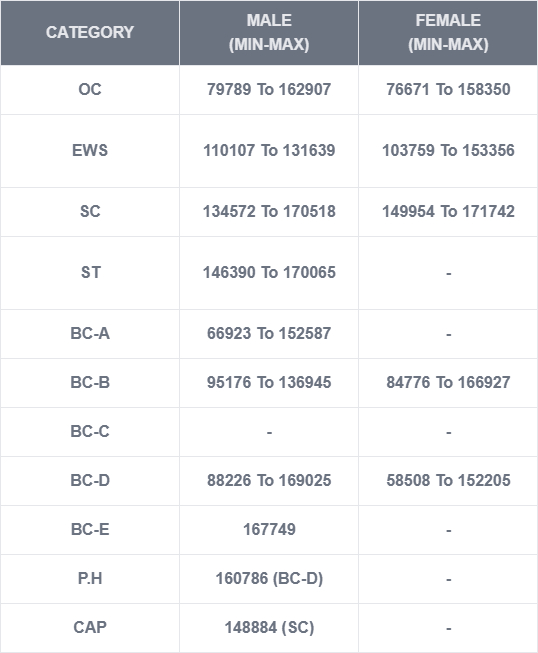 CATEGORY MALE (MIN-MAX) FEMALE (MIN-MAX)
OC 79789 To 162907 76671 To 158350
EWS 110107 To 131639 103759 To 153356
SC 134572 To 170518 149954 To 171742
ST 146390 To 170065 -
BC-A 66923 To 152587 -
BC-B 95176 To 136945 84776 To 166927
BC-C - -
BC-D 88226 To 169025 58508 To 152205
BC-E 167749 -
P.H 160786 (BC-D) -
CAP 148884 (SC) -